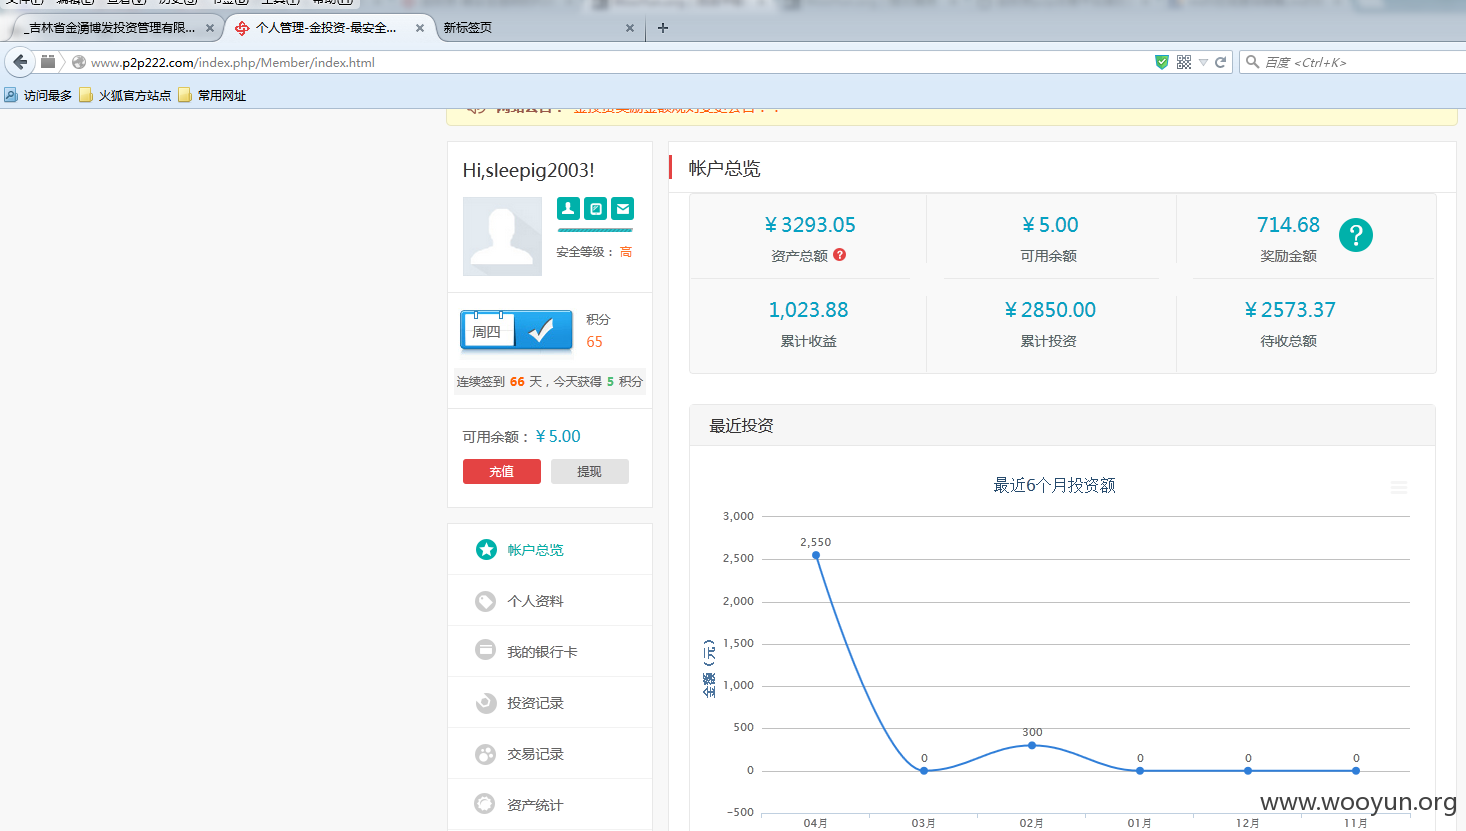 _吉林省金湧博发投资管理有限...
个人管理-金投资-最安全...
新标签页
www.p2p222.com/index.php/Member/index.html
百度 <Ctrl+K>
访问最多
火狐官方站点
常用网址
Hi,sleepig2003!
安全等级： 高
周四
积分
65
连续签到 66 天，今天获得 5 积分
可用余额：￥5.00
充值
提现
帐户总览
个人资料
我的银行卡
投资记录
交易记录
资产统计
帐户总览
￥3293.05
资产总额 ?
￥5.00
可用余额
714.68
奖励金额
?
1,023.88
累计收益
￥2850.00
累计投资
￥2573.37
待收总额
最近投资
最近6个月投资额
金额（元）
3,000
2,500
2,000
1,500
1,000
500
0
-500
2,550
0
300
0
0
0
04月
03月
02月
01月
12月
11月
www.wooyun.org